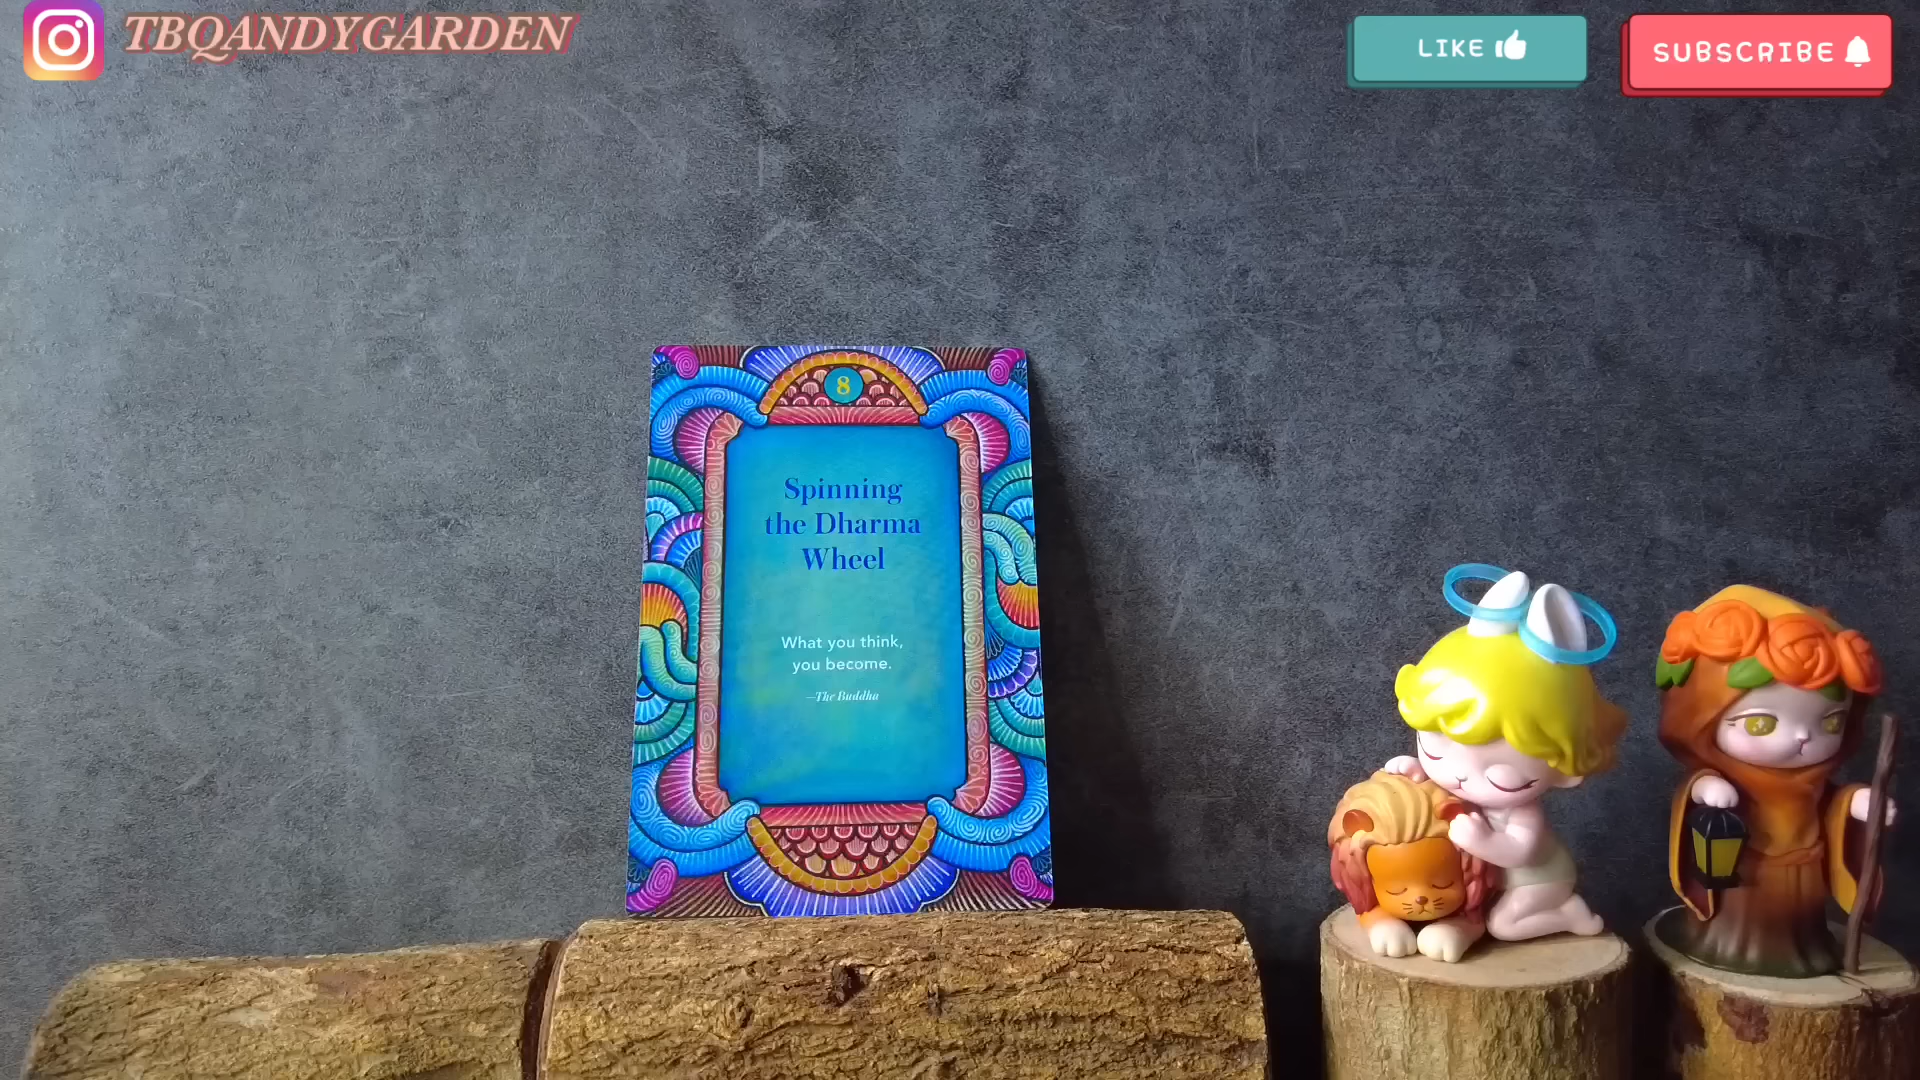 TBQANDYGARDEN
LIKE
SUBSCRIBE
8
Spinning
the Dharma
Wheel
What you think,
you become.
—The Buddha